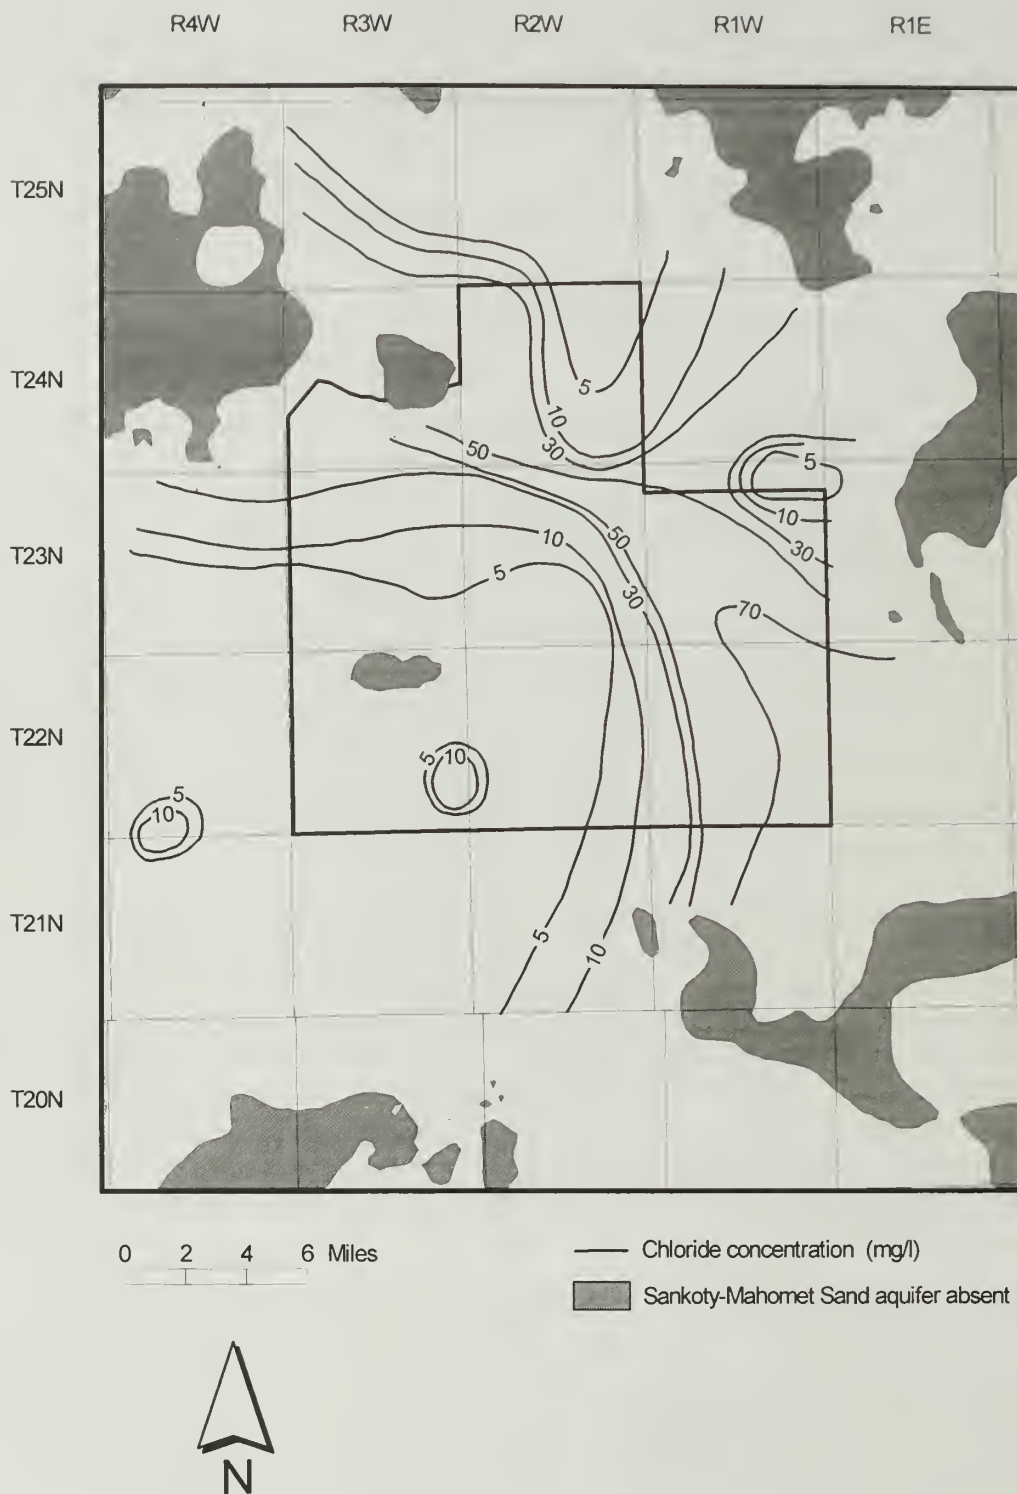 R4W R3W R2W R1W R1E
T25N
T24N
5
10
30
50
5
10
50
30
T23N
10
5
30
70
T22N
5
10
5
10
T21N
5
10
T20N
0 2 4 6 Miles
Chloride concentration (mg/l)
Sankoty-Mahomet Sand aquifer absent
N